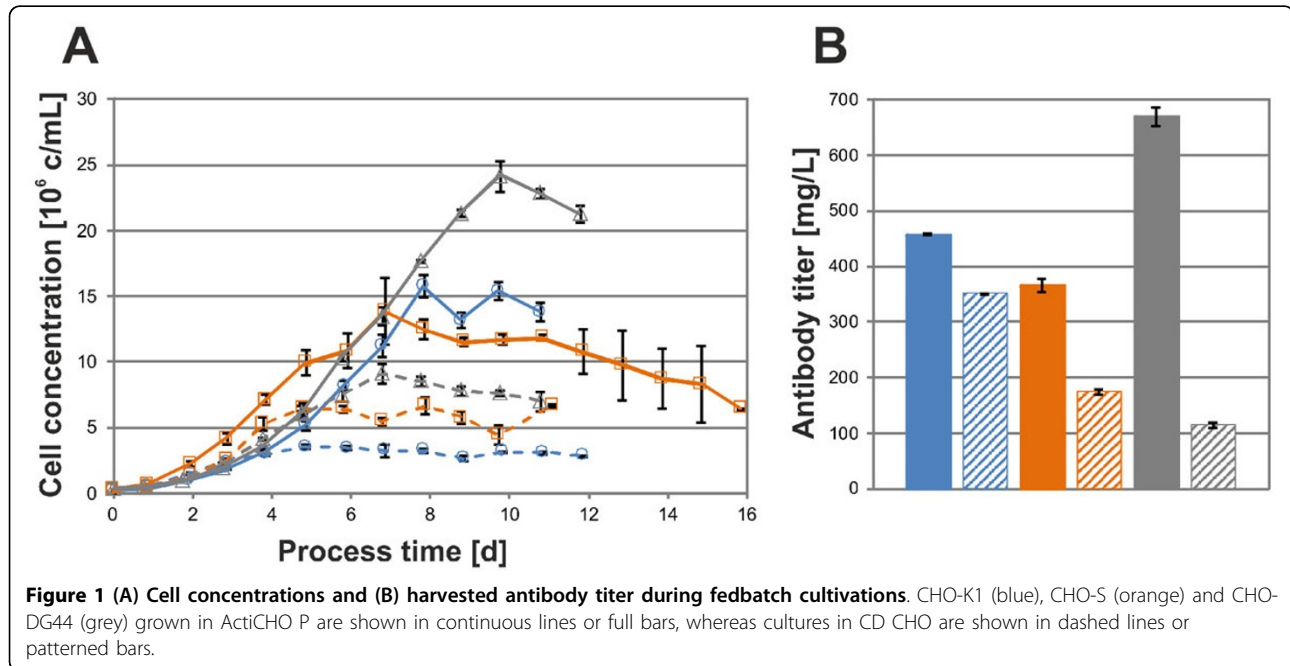 A
B
Cell concentration [10⁶ c/mL]
30
25
20
15
10
5
0
0 2 4 6 8 10 12 14 16
Process time [d]
Antibody titer [mg/L]
700
600
500
400
300
200
100
0
Figure 1 (A) Cell concentrations and (B) harvested antibody titer during fedbatch cultivations. CHO-K1 (blue), CHO-S (orange) and CHO-
DG44 (grey) grown in ActiCHO P are shown in continuous lines or full bars, whereas cultures in CD CHO are shown in dashed lines or
patterned bars.